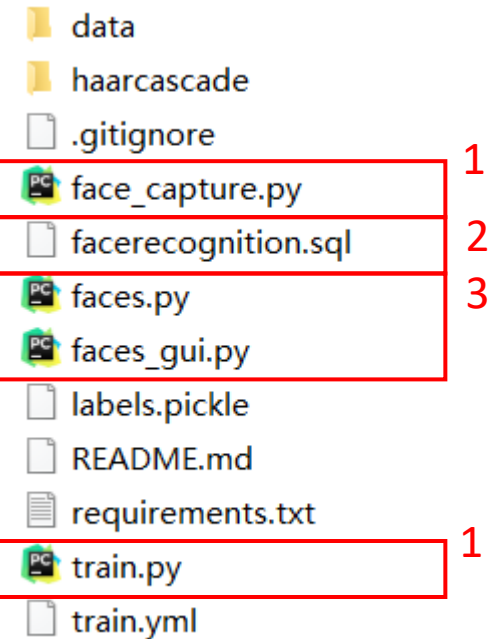 data
haarcascade
.gitignore
face_capture.py
1
facerecognition.sql
2
faces.py
3
faces_gui.py
labels.pickle
README.md
requirements.txt
train.py
1
train.yml